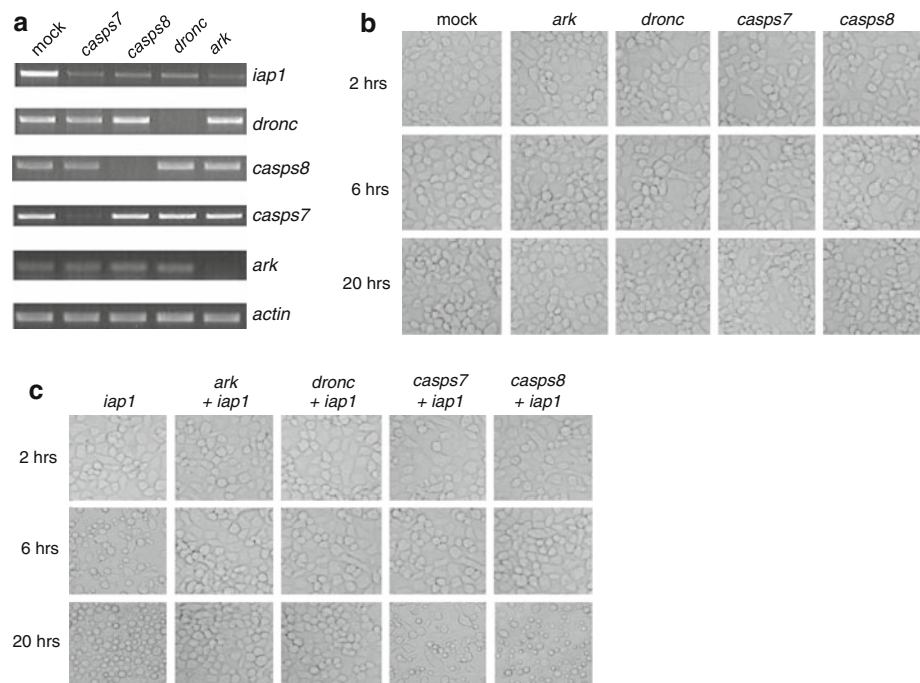 a
mock casps7 casps8 dronc ark
iap1
dronc
casps8
casps7
ark
actin
b
mock ark dronc casps7 casps8
2 hrs
6 hrs
20 hrs
c
iap1 ark + iap1 dronc + iap1 casps7 + iap1 casps8 + iap1
2 hrs
6 hrs
20 hrs